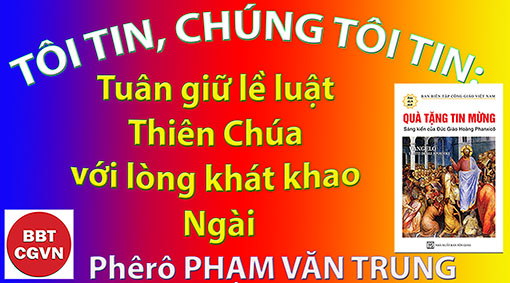 TÔI TIN, CHÚNG TÔI TIN:
Tuân giữ lề luật
Thiên Chúa
với lòng khát khao
Ngài
BBT
CGVN
Phêrô PHẠM VĂN TRUNG
BAN BIÊN TẬP CÔNG GIÁO VIỆT NAM
QUÀ TẶNG TIN MỪNG
Sáng kiến của Đức Giáo Hoàng Phanxicô